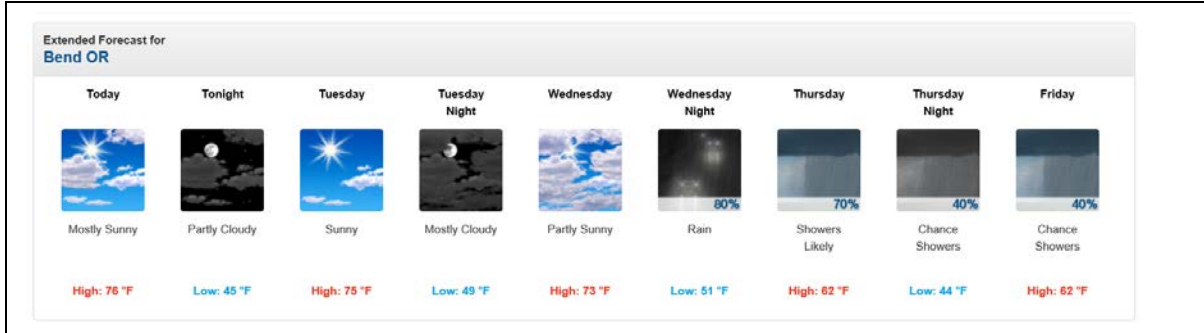 Extended Forecast for
Bend OR
Today
Tonight
Tuesday
Tuesday
Night
Wednesday
Wednesday
Night
Thursday
Thursday
Night
Friday
80%
70%
40%
40%
Mostly Sunny
Partly Cloudy
Sunny
Mostly Cloudy
Partly Sunny
Rain
Showers
Likely
Chance
Showers
Chance
Showers
High: 76 °F
Low: 45 °F
High: 75 °F
Low: 49 °F
High: 73 °F
Low: 51 °F
High: 62 °F
Low: 44 °F
High: 62 °F